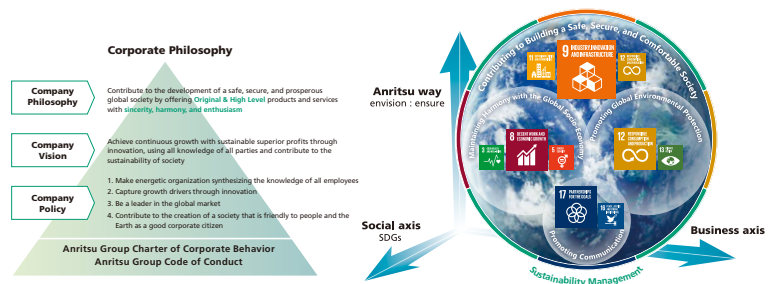 Corporate Philosophy
Company
Philosophy
Contribute to the development of a safe, secure, and prosperous
global society by offering Original & High Level products and services
with sincerity, harmony, and enthusiasm
Company
Vision
Achieve continuous growth with sustainable superior profits through
innovation, using all knowledge of all parties and contribute to the
sustainability of society
Company
Policy
1. Make energetic organization synthesizing the knowledge of all employees
2. Capture growth drivers through innovation
3. Be a leader in the global market
4. Contribute to the creation of a society that is friendly to people and the
Earth as a good corporate citizen
Anritsu Group Charter of Corporate Behavior
Anritsu Group Code of Conduct
Anritsu way
envision : ensure
Social axis
SDGs
Business axis
Contributing to Building a Safe, Secure, and Comfortable Society
11
9 INDUSTRY, INNOVATION
AND INFRASTRUCTURE
12
Maintaining Harmony with the Global Socio-Economy
3
8 DECENT WORK AND
ECONOMIC GROWTH
5
Promoting Global Environmental Protection
12 RESPONSIBLE
CONSUMPTION
AND PRODUCTION
13
17 PARTNERSHIPS
FOR THE GOALS
16
Promoting Communication
Sustainability Management